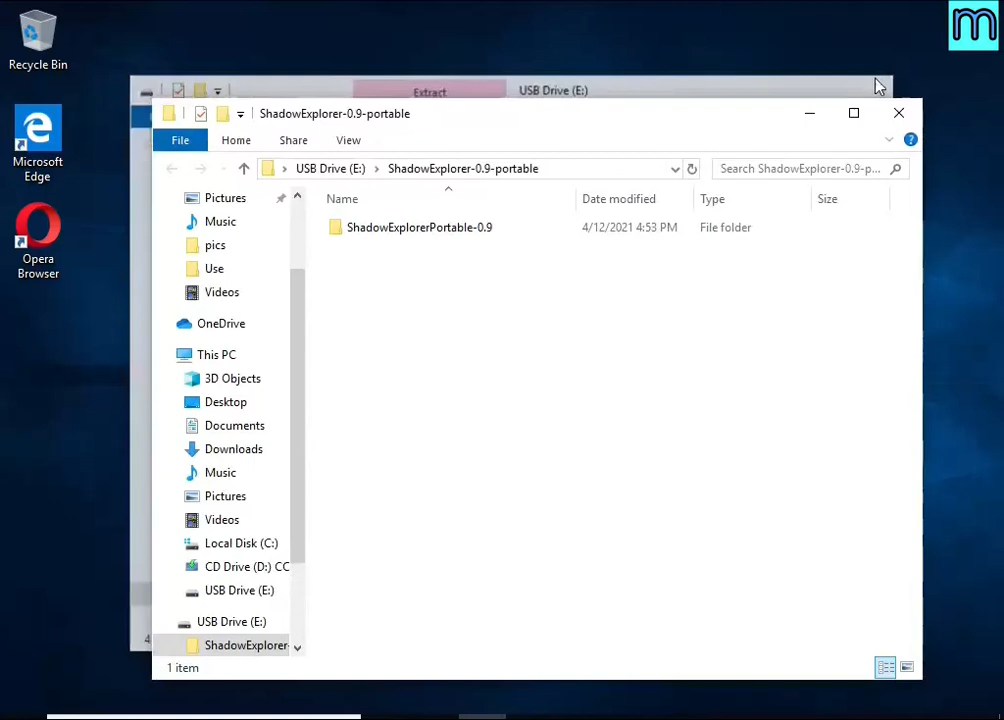 m
Recycle Bin
Microsoft
Edge
Opera
Browser
Extract
USB Drive (E:)
ShadowExplorer-0.9-portable
File
Home
Share
View
USB Drive (E:)
ShadowExplorer-0.9-portable
Search ShadowExplorer-0.9-p...
Name
Date modified
Type
Size
ShadowExplorerPortable-0.9
4/12/2021 4:53 PM
File folder
Pictures
Music
pics
Use
Videos
OneDrive
This PC
3D Objects
Desktop
Documents
Downloads
Music
Pictures
Videos
Local Disk (C:)
CD Drive (D:) CC
USB Drive (E:)
USB Drive (E:)
ShadowExplorer-
1 item
4